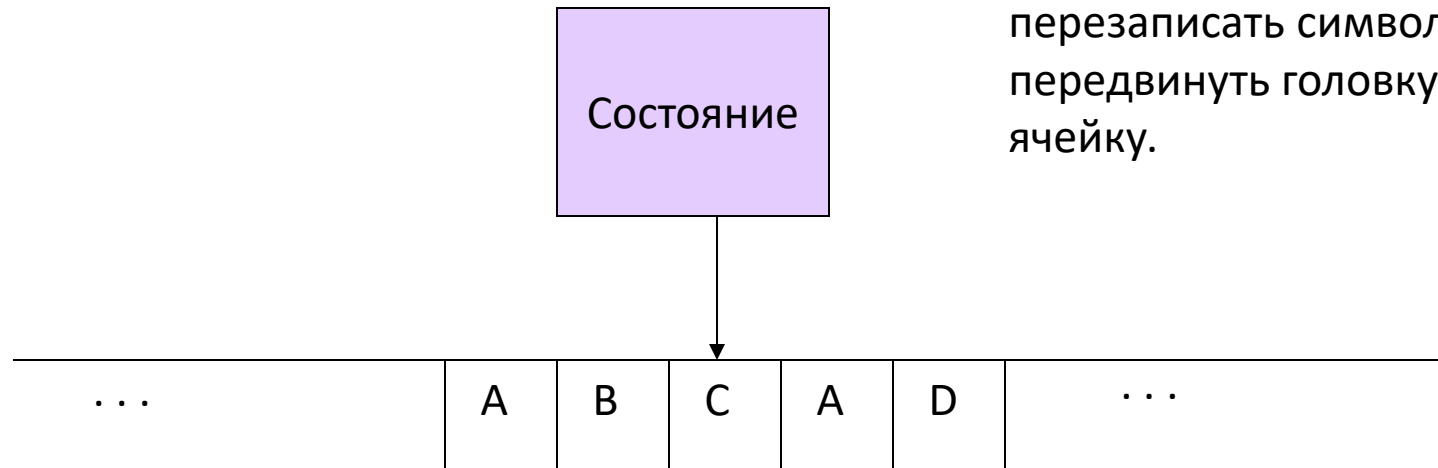 перезаписать символ
передвинуть головку
ячейку.
Состояние
. . . A B C A D . . .